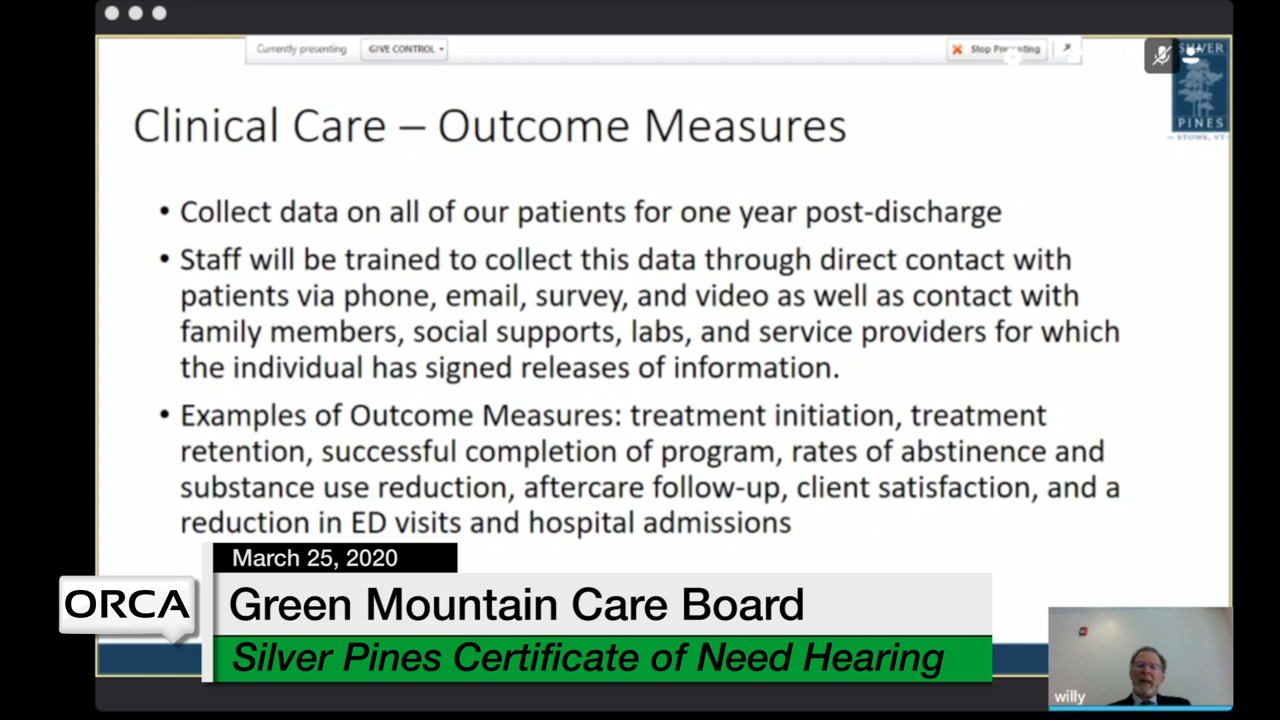 Currently presenting
GIVE CONTROL
Stop Presenting
SILVER
PINES
STOWE, VT
Clinical Care – Outcome Measures
• Collect data on all of our patients for one year post-discharge
• Staff will be trained to collect this data through direct contact with
patients via phone, email, survey, and video as well as contact with
family members, social supports, labs, and service providers for which
the individual has signed releases of information.
• Examples of Outcome Measures: treatment initiation, treatment
retention, successful completion of program, rates of abstinence and
substance use reduction, aftercare follow-up, client satisfaction, and a
reduction in ED visits and hospital admissions
March 25, 2020
ORCA
Green Mountain Care Board
Silver Pines Certificate of Need Hearing
willy